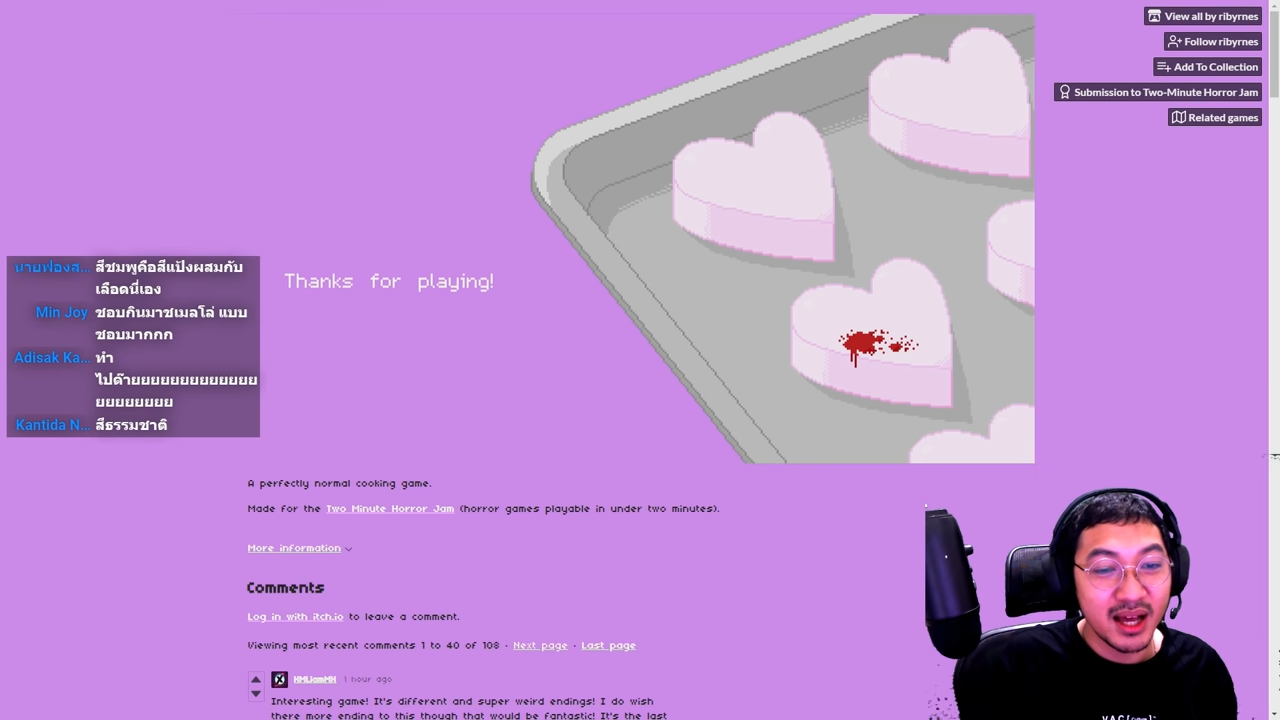 View all by ribyrnes
Follow ribyrnes
Add To Collection
Submission to Two-Minute Horror Jam
Related games
Thanks for playing!
นายฟองส... สีชมพูคือสีแป้งผสมกับ
เลือดนี่เอง
Min Joy ชอบกินมาชเมลโล่ แบบ
ชอบมากกก
Adisak Ka... ทำ
ไปด๊ายยยยยยยยยยยยย
ยยยยยยยยย
Kantida N... สีธรรมชาติ
A perfectly normal cooking game.
Made for the Two Minute Horror Jam (horror games playable in under two minutes).
More information
Comments
Log in with itch.io to leave a comment.
Viewing most recent comments 1 to 40 of 108 · Next page · Last page
1 hour ago
Interesting game! It's different and super weird endings! I do wish
there more ending to this though that would be fantastic! It's the last